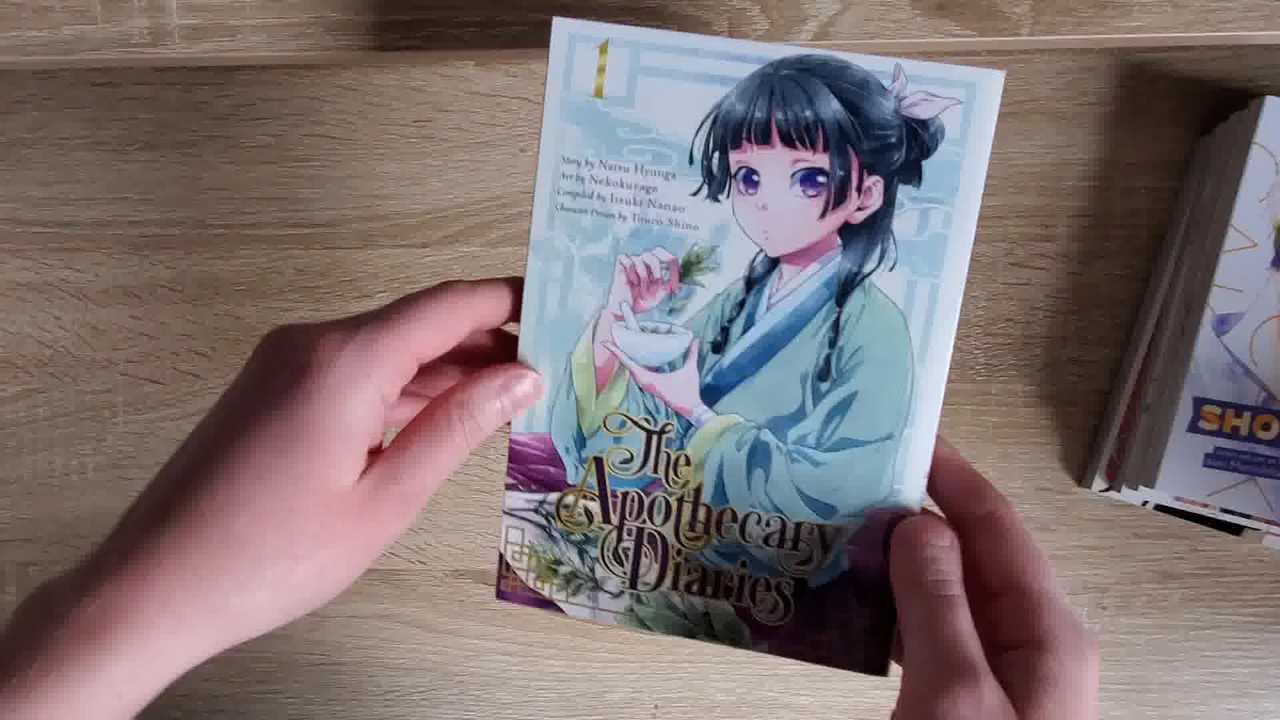 1
Story by Natsu Hyuuga
Art by Nekokurage
Compiled by Itsuki Nanao
Character Design by Touco Shino
The
Apothecary
Diaries
SHO